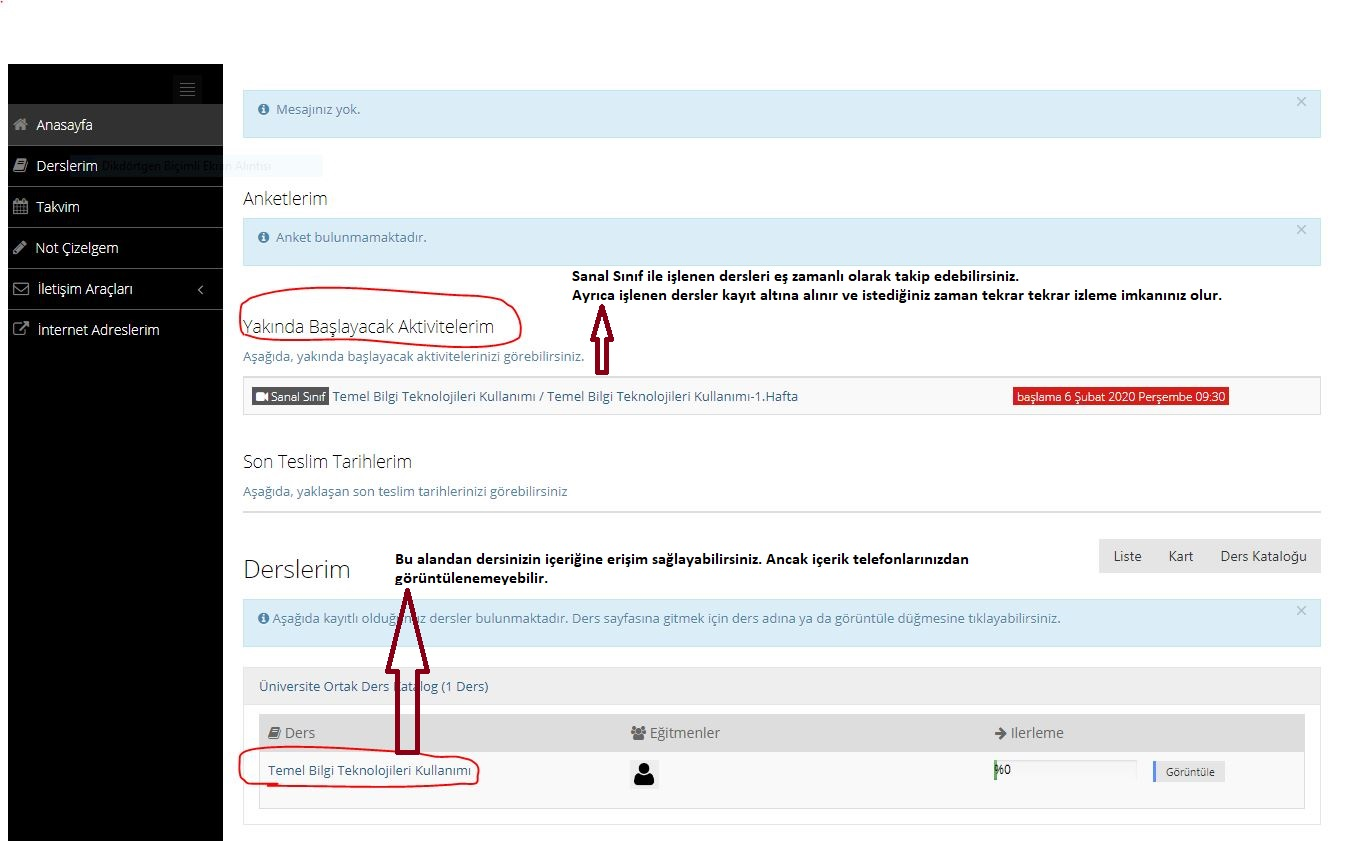 Anasayfa
Derslerim
Dikdörtgen Biçimli Ekran Alıntısı
Takvim
Not Çizelgem
İletişim Araçları
İnternet Adreslerim
Mesajınız yok.
Anketlerim
Anket bulunmamaktadır.
Sanal Sınıf ile işlenen dersleri eş zamanlı olarak takip edebilirsiniz.
Ayrıca işlenen dersler kayıt altına alınır ve istediğiniz zaman tekrar tekrar izleme imkanınız olur.
Yakında Başlayacak Aktivitelerim
Aşağıda, yakında başlayacak aktivitelerinizi görebilirsiniz.
Sanal Sınıf Temel Bilgi Teknolojileri Kullanımı / Temel Bilgi Teknolojileri Kullanımı-1.Hafta başlama 6 Şubat 2020 Perşembe 09:30
Son Teslim Tarihlerim
Aşağıda, yaklaşan son teslim tarihlerinizi görebilirsiniz
Derslerim
Bu alandan dersinizin içeriğine erişim sağlayabilirsiniz. Ancak içerik telefonlarınızdan
görüntülenemeyebilir.
Liste Kart Ders Kataloğu
Aşağıda kayıtlı olduğunuz dersler bulunmaktadır. Ders sayfasına gitmek için ders adına ya da görüntüle düğmesine tıklayabilirsiniz.
Üniversite Ortak Ders Katalog (1 Ders)
Ders Eğitmenler İlerleme
Temel Bilgi Teknolojileri Kullanımı %0 Görüntüle